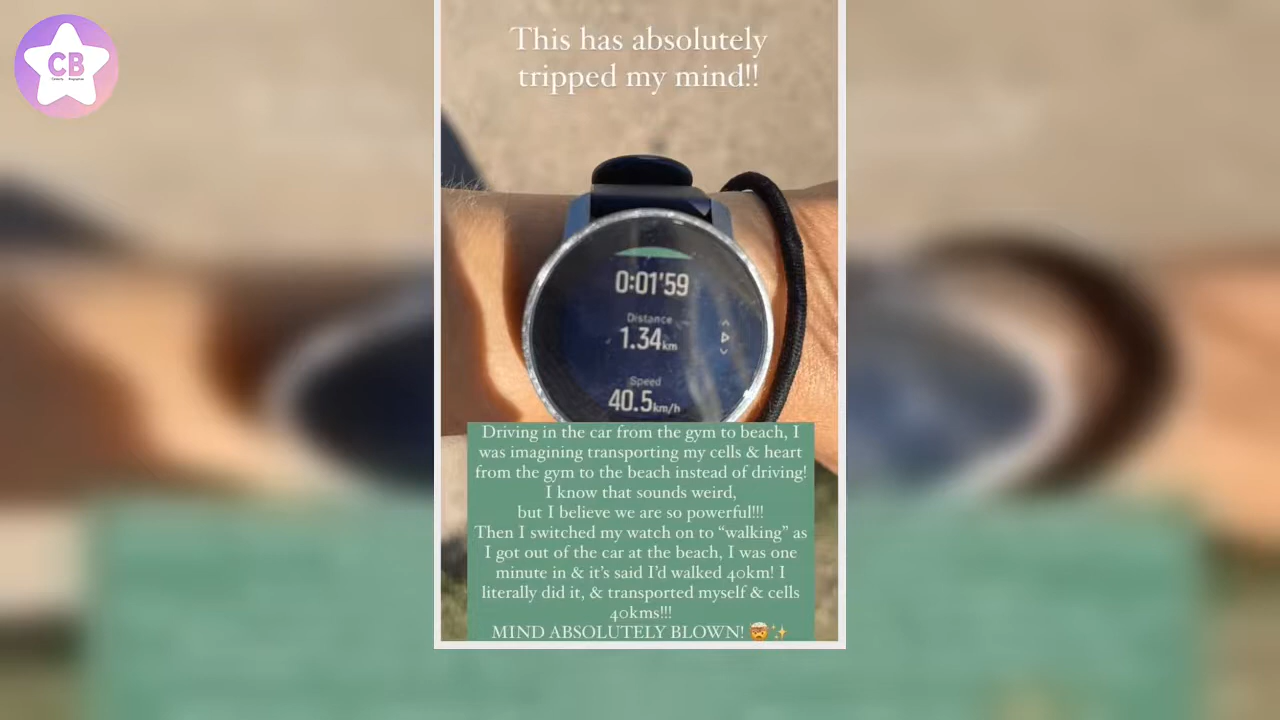 CB
This has absolutely
tripped my mind!!
0:01'59
Distance
1.34km
Speed
40.5km/h
Driving in the car from the gym to beach, I
was imagining transporting my cells & heart
from the gym to the beach instead of driving!
I know that sounds weird,
but I believe we are so powerful!!!
Then I switched my watch on to “walking” as
I got out of the car at the beach, I was one
minute in & it’s said I’d walked 40km! I
literally did it, & transported myself & cells
40kms!!!
MIND ABSOLUTELY BLOWN! 🤯✨